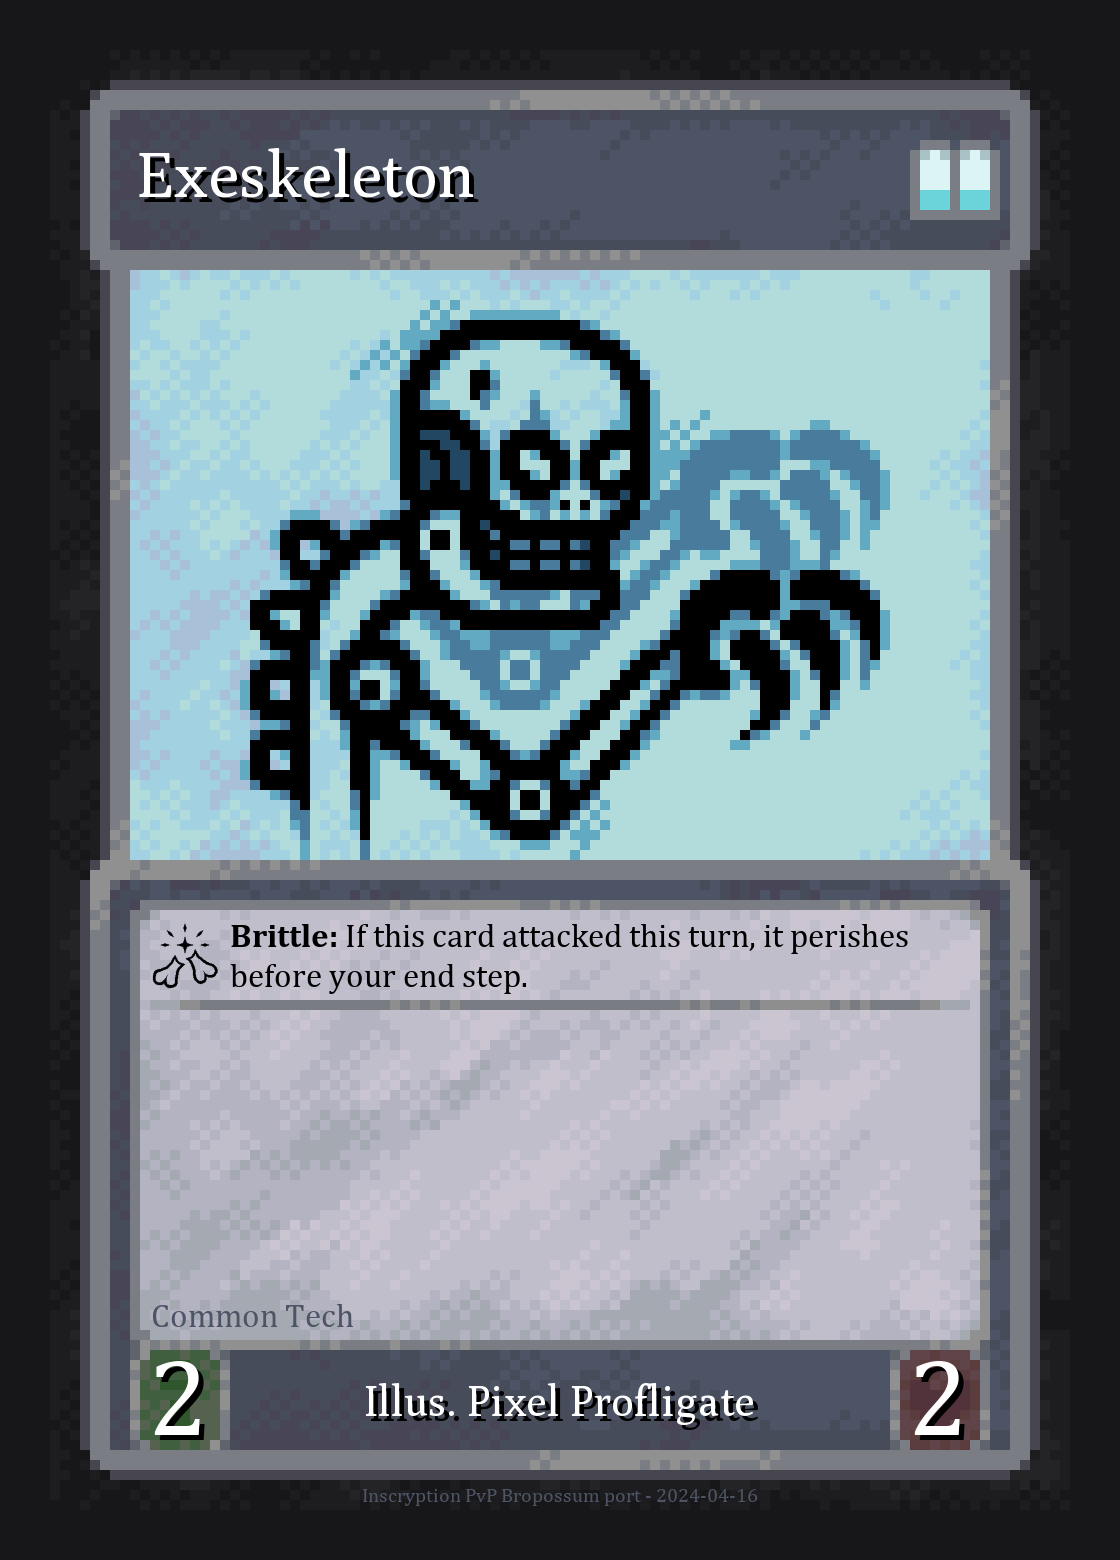 Exeskeleton
Brittle: If this card attacked this turn, it perishes
before your end step.
Common Tech
2
Illus. Pixel Profligate
2
Inscryption PvP Bropossum port - 2024-04-16